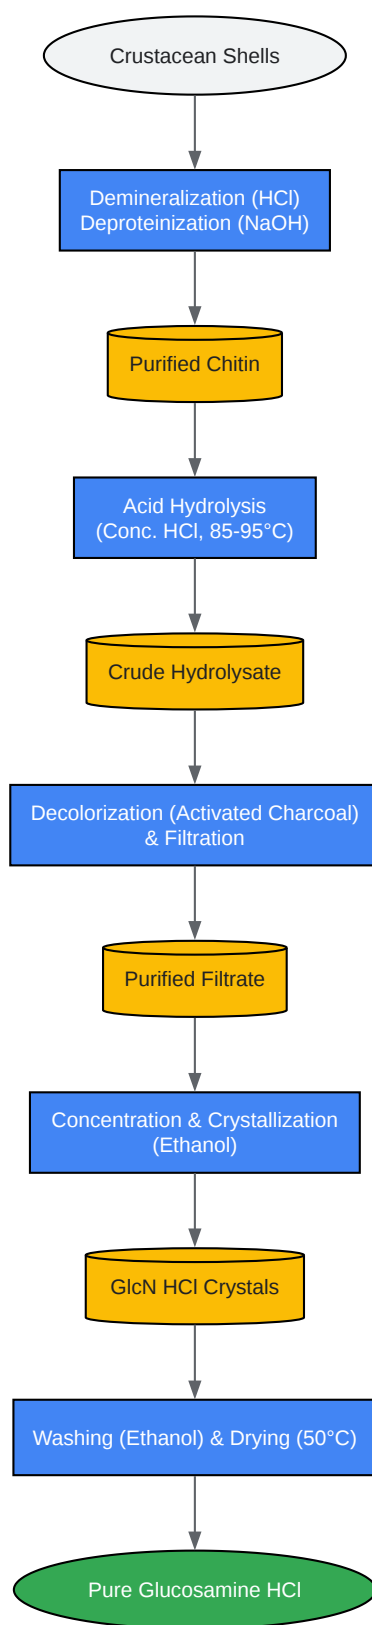 Crustacean Shells
Demineralization (HCl)
Deproteinization (NaOH)
Purified Chitin
Acid Hydrolysis
(Conc. HCl, 85-95°C)
Crude Hydrolysate
Decolorization (Activated Charcoal)
& Filtration
Purified Filtrate
Concentration & Crystallization
(Ethanol)
GlcN HCl Crystals
Washing (Ethanol) & Drying (50°C)
Pure Glucosamine HCl